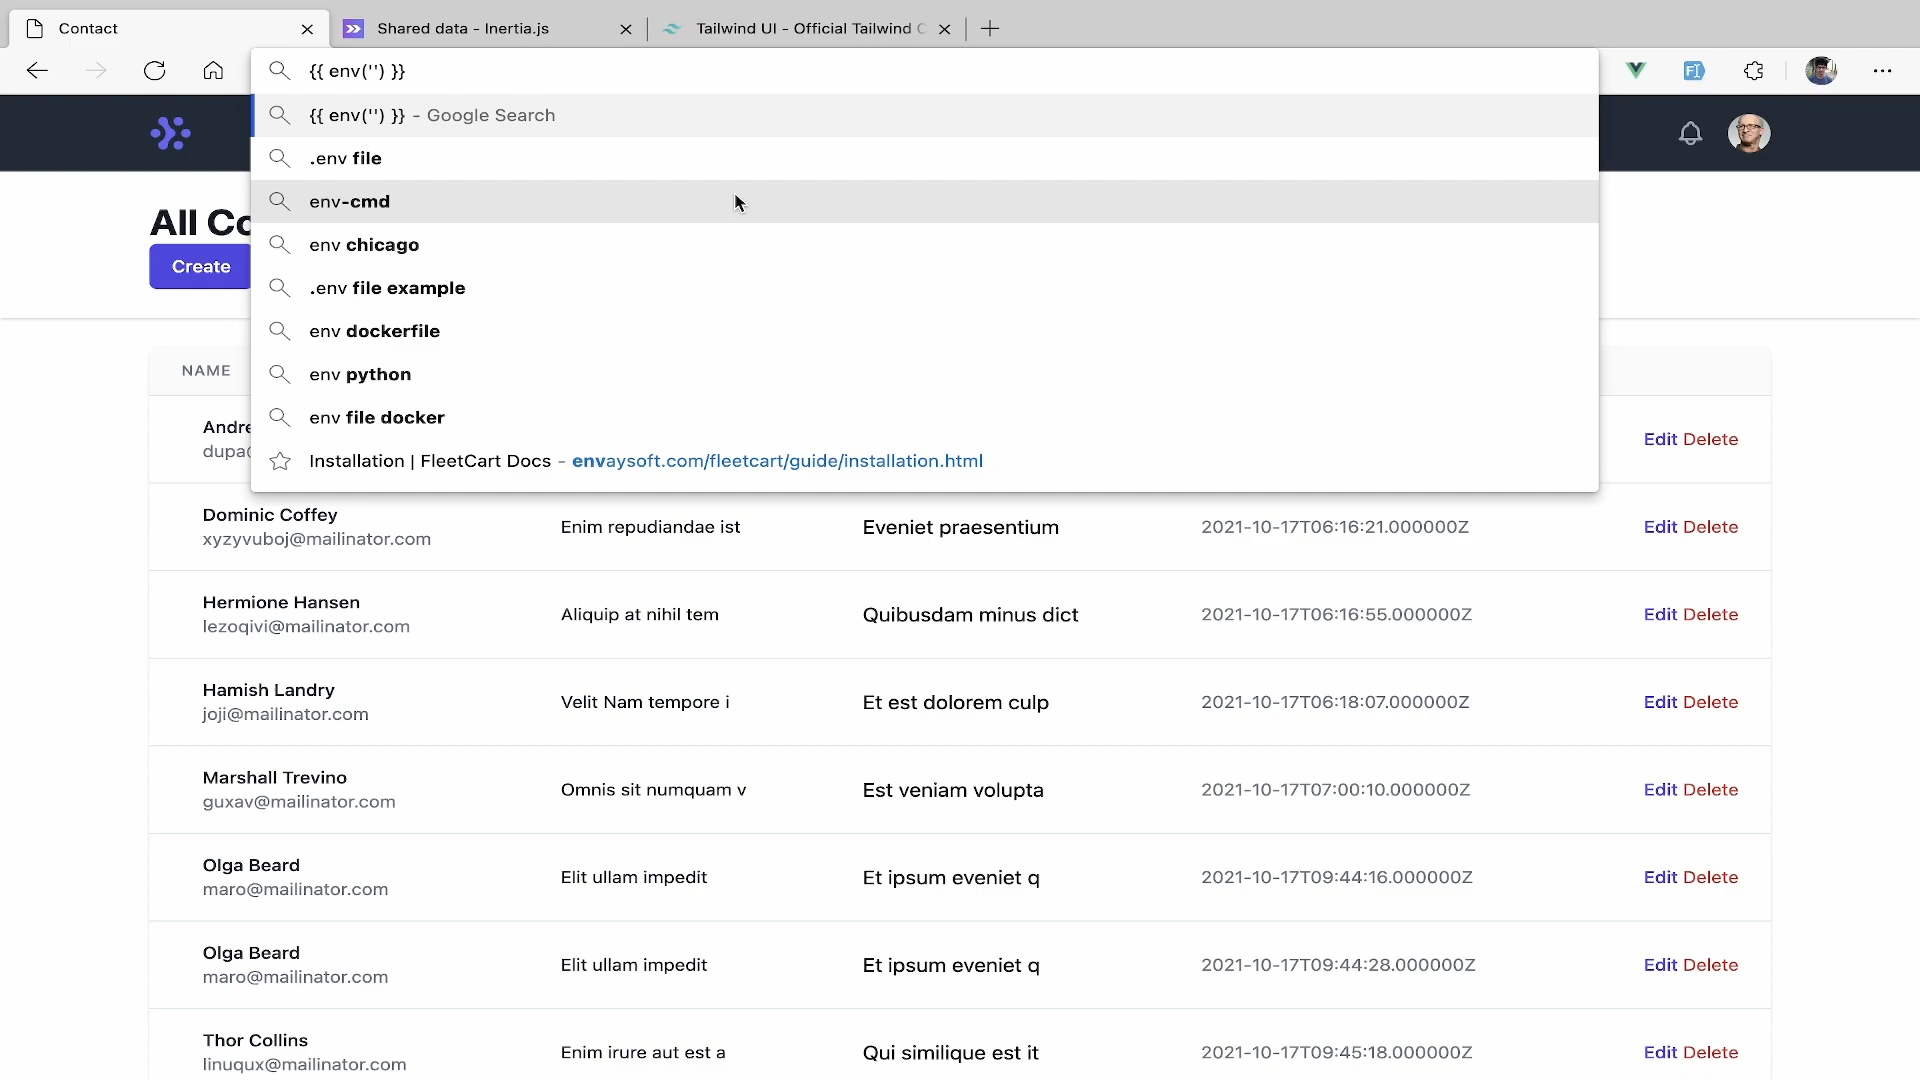 Contact
Shared data - Inertia.js
Tailwind UI - Official Tailwind C
{{ env('') }}
{{ env('') }} - Google Search
.env file
env-cmd
env chicago
.env file example
env dockerfile
env python
env file docker
Installation | FleetCart Docs - envaysoft.com/fleetcart/guide/installation.html
All Co
Create
NAME
Andre
dupa@
Edit Delete
Dominic Coffey
xyzyvuboj@mailinator.com
Enim repudiandae ist
Eveniet praesentium
2021-10-17T06:16:21.000000Z
Edit Delete
Hermione Hansen
lezoqivi@mailinator.com
Aliquip at nihil tem
Quibusdam minus dict
2021-10-17T06:16:55.000000Z
Edit Delete
Hamish Landry
joji@mailinator.com
Velit Nam tempore i
Et est dolorem culp
2021-10-17T06:18:07.000000Z
Edit Delete
Marshall Trevino
guxav@mailinator.com
Omnis sit numquam v
Est veniam volupta
2021-10-17T07:00:10.000000Z
Edit Delete
Olga Beard
maro@mailinator.com
Elit ullam impedit
Et ipsum eveniet q
2021-10-17T09:44:16.000000Z
Edit Delete
Olga Beard
maro@mailinator.com
Elit ullam impedit
Et ipsum eveniet q
2021-10-17T09:44:28.000000Z
Edit Delete
Thor Collins
linuqux@mailinator.com
Enim irure aut est a
Qui similique est it
2021-10-17T09:45:18.000000Z
Edit Delete